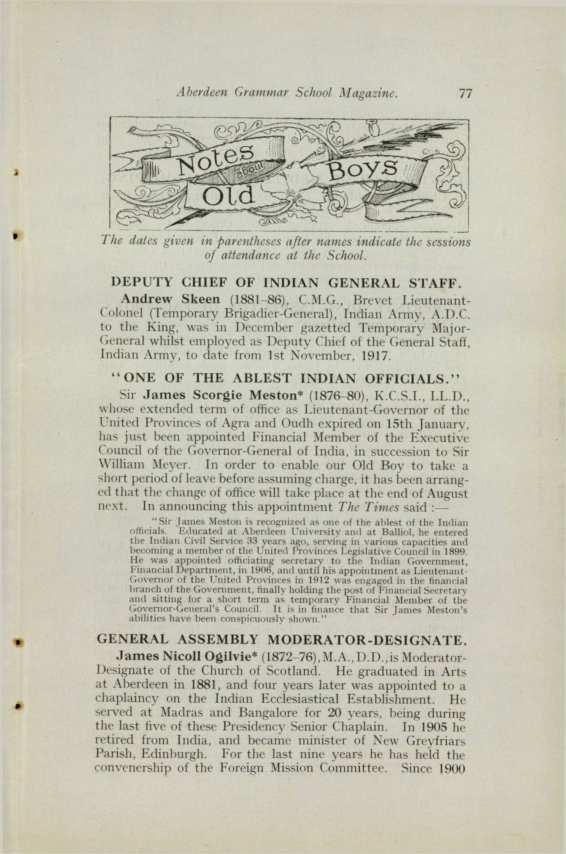 Aberdeen Grammar School Magazine. 77
Notes
about
Old
Boys
The dates given in parentheses after names indicate the sessions
of attendance at the School.
DEPUTY CHIEF OF INDIAN GENERAL STAFF.
Andrew Skeen (1881–86), C.M.G., Brevet Lieutenant-
Colonel (Temporary Brigadier-General), Indian Army, A.D.C.
to the King, was in December gazetted Temporary Major-
General whilst employed as Deputy Chief of the General Staff,
Indian Army, to date from 1st November, 1917.
"ONE OF THE ABLEST INDIAN OFFICIALS."
Sir James Scorgie Meston* (1876–80), K.C.S.I., LL.D.,
whose extended term of office as Lieutenant-Governor of the
United Provinces of Agra and Oudh expired on 15th January,
has just been appointed Financial Member of the Executive
Council of the Governor-General of India, in succession to Sir
William Meyer. In order to enable our Old Boy to take a
short period of leave before assuming charge, it has been arrang-
ed that the change of office will take place at the end of August
next. In announcing this appointment The Times said :—
"Sir James Meston is recognized as one of the ablest of the Indian
officials. Educated at Aberdeen University and at Balliol, he entered
the Indian Civil Service 33 years ago, serving in various capacities and
becoming a member of the United Provinces Legislative Council in 1899.
He was appointed officiating secretary to the Indian Government,
Financial Department, in 1906, and until his appointment as Lieutenant-
Governor of the United Provinces in 1912 was engaged in the financial
branch of the Government, finally holding the post of Financial Secretary
and sitting for a short term as temporary Financial Member of the
Governor-General's Council. It is in finance that Sir James Meston's
abilities have been conspicuously shown."
GENERAL ASSEMBLY MODERATOR-DESIGNATE.
James Nicoll Ogilvie* (1872–76), M.A., D.D., is Moderator-
Designate of the Church of Scotland. He graduated in Arts
at Aberdeen in 1881, and four years later was appointed to a
chaplaincy on the Indian Ecclesiastical Establishment. He
served at Madras and Bangalore for 20 years, being during
the last five of these Presidency Senior Chaplain. In 1905 he
retired from India, and became minister of New Greyfriars
Parish, Edinburgh. For the last nine years he has held the
convenership of the Foreign Mission Committee. Since 1900